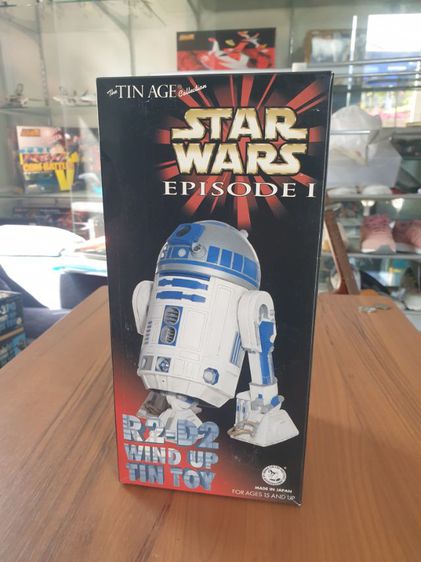 The TIN AGE Collection
STAR
WARS
EPISODE I
R2-D2
WIND UP
TIN TOY
MADE IN JAPAN
FOR AGES 15 AND UP